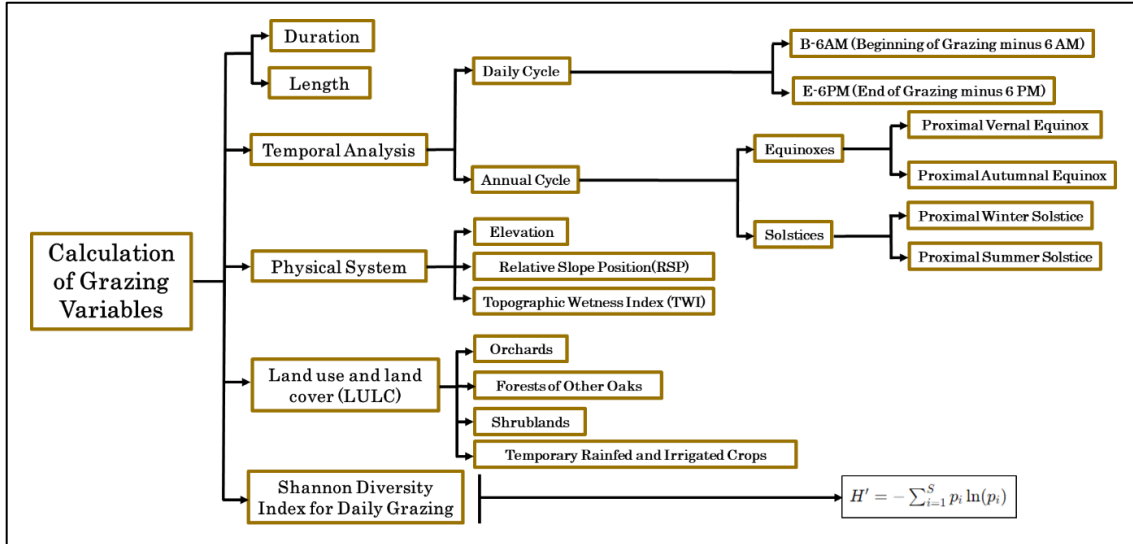 Duration
Length
Temporal Analysis
Daily Cycle
B-6AM (Beginning of Grazing minus 6 AM)
E-6PM (End of Grazing minus 6 PM)
Annual Cycle
Equinoxes
Proximal Vernal Equinox
Proximal Autumnal Equinox
Solstices
Proximal Winter Solstice
Proximal Summer Solstice
Calculation
of Grazing
Variables
Physical System
Elevation
Relative Slope Position(RSP)
Topographic Wetness Index (TWI)
Land use and land
cover (LULC)
Orchards
Forests of Other Oaks
Shrublands
Temporary Rainfed and Irrigated Crops
Shannon Diversity
Index for Daily Grazing
H′ = − ∑_{i=1}^{S} p_i ln(p_i)